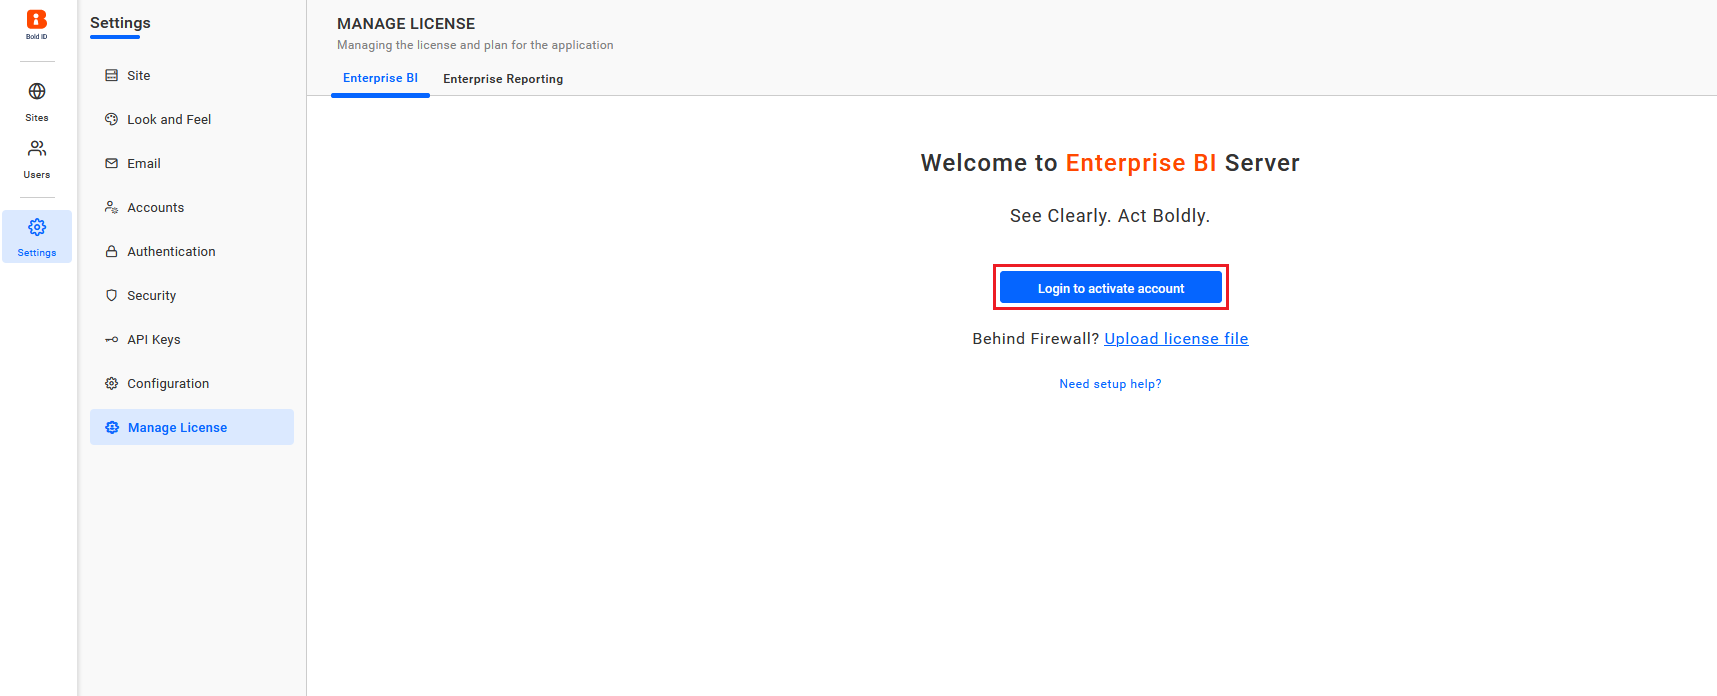 Bold ID
Sites
Users
Settings
Settings
Site
Look and Feel
Email
Accounts
Authentication
Security
API Keys
Configuration
Manage License
MANAGE LICENSE
Managing the license and plan for the application
Enterprise BI
Enterprise Reporting
Welcome to Enterprise BI Server
See Clearly. Act Boldly.
Login to activate account
Behind Firewall? Upload license file
Need setup help?